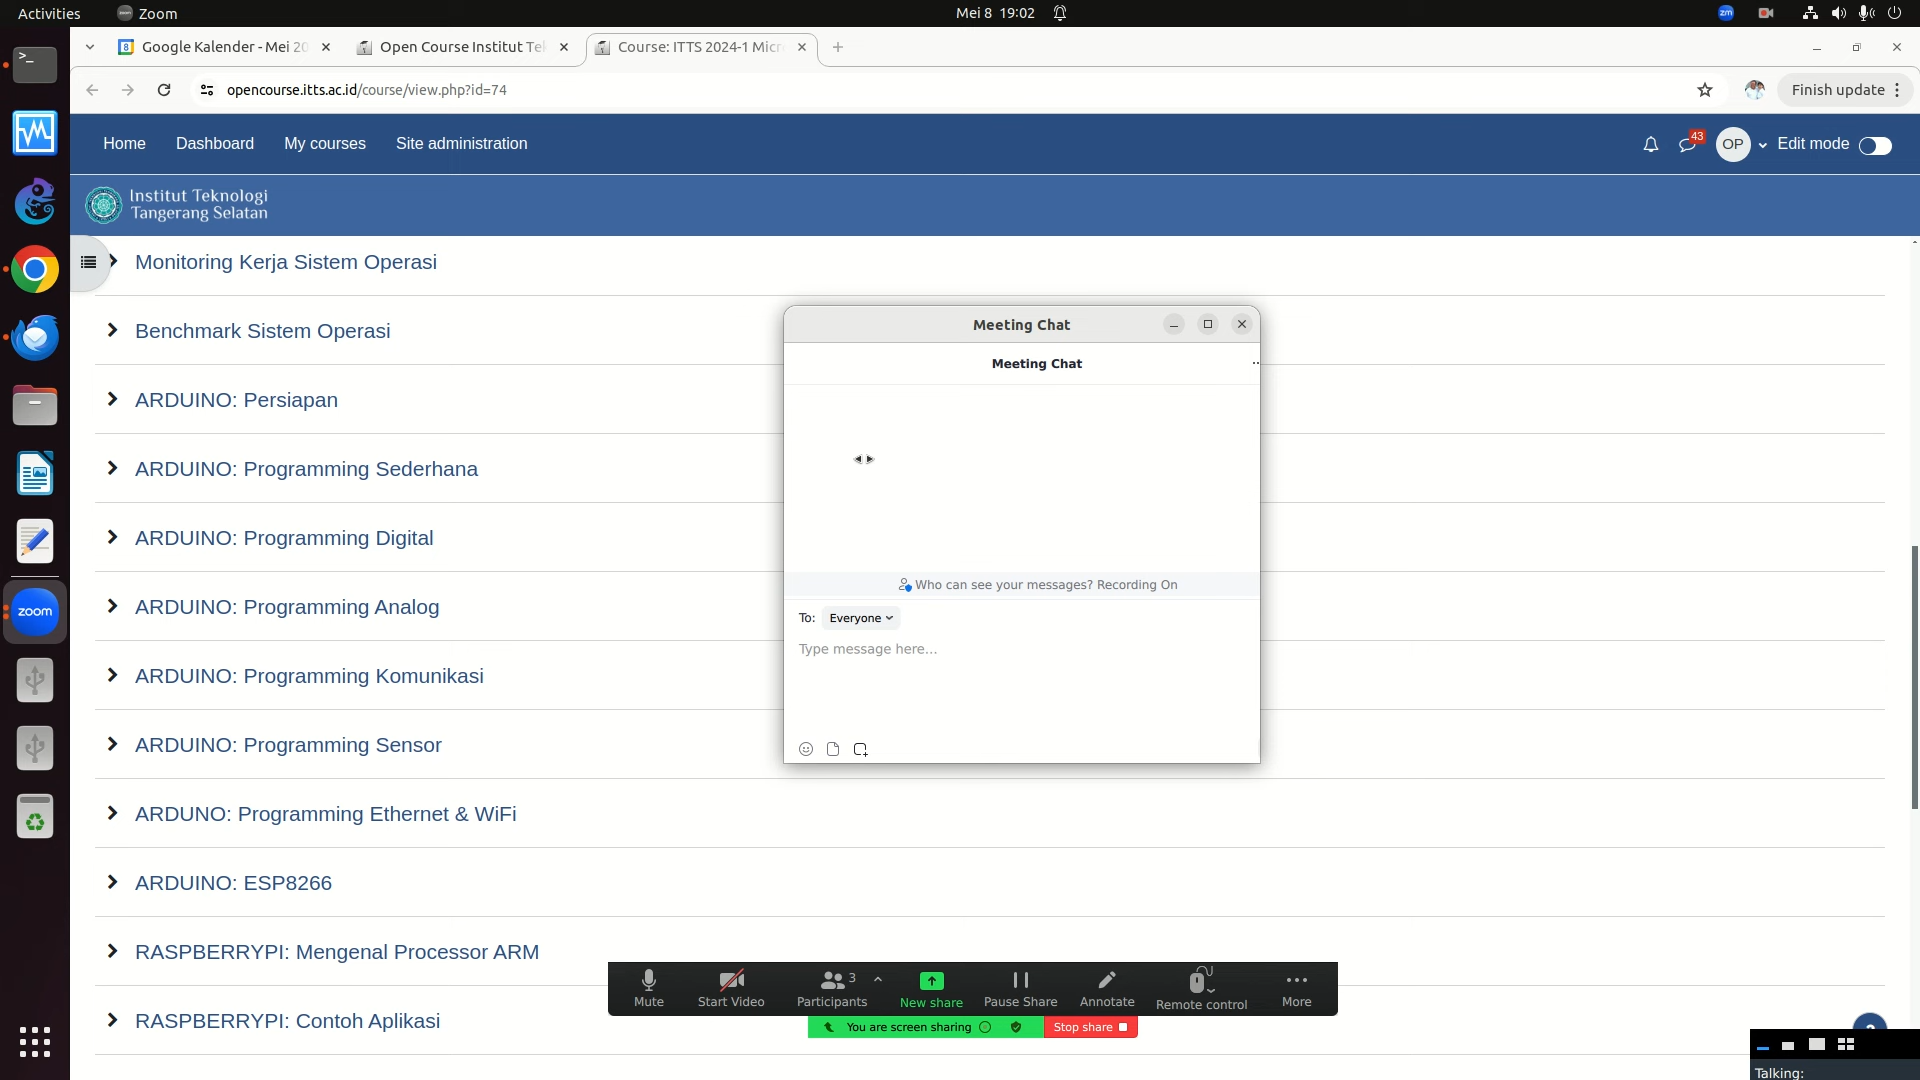 Activities Zoom Mei 8 19:02 zm
Google Kalender - Mei 20 Open Course Institut Tek Course: ITTS 2024-1 Micr
opencourse.itts.ac.id/course/view.php?id=74 Finish update
Home Dashboard My courses Site administration 43 OP Edit mode
Institut Teknologi
Tangerang Selatan
Monitoring Kerja Sistem Operasi
Benchmark Sistem Operasi
ARDUINO: Persiapan
ARDUINO: Programming Sederhana
ARDUINO: Programming Digital
ARDUINO: Programming Analog
ARDUINO: Programming Komunikasi
ARDUINO: Programming Sensor
ARDUNO: Programming Ethernet & WiFi
ARDUINO: ESP8266
RASPBERRYPI: Mengenal Processor ARM
RASPBERRYPI: Contoh Aplikasi
Meeting Chat
Meeting Chat
Who can see your messages? Recording On
To: Everyone
Type message here...
zoom
3
Mute Start Video Participants New share Pause Share Annotate Remote control More
You are screen sharing Stop share
Talking: